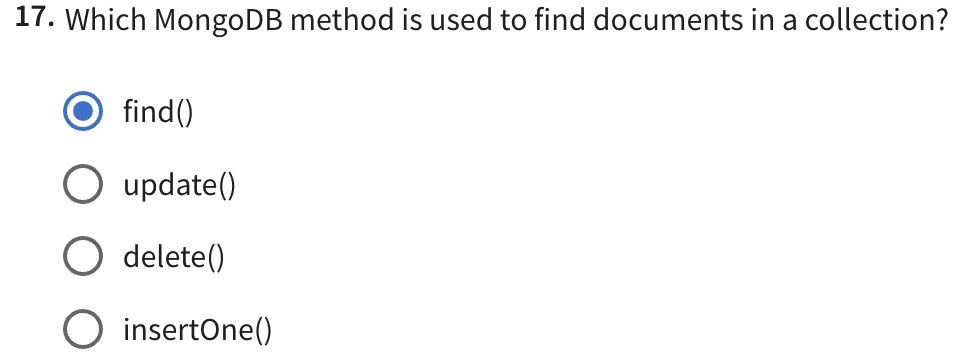 17. Which MongoDB method is used to find documents in a collection?
find()
update()
delete()
insertOne()